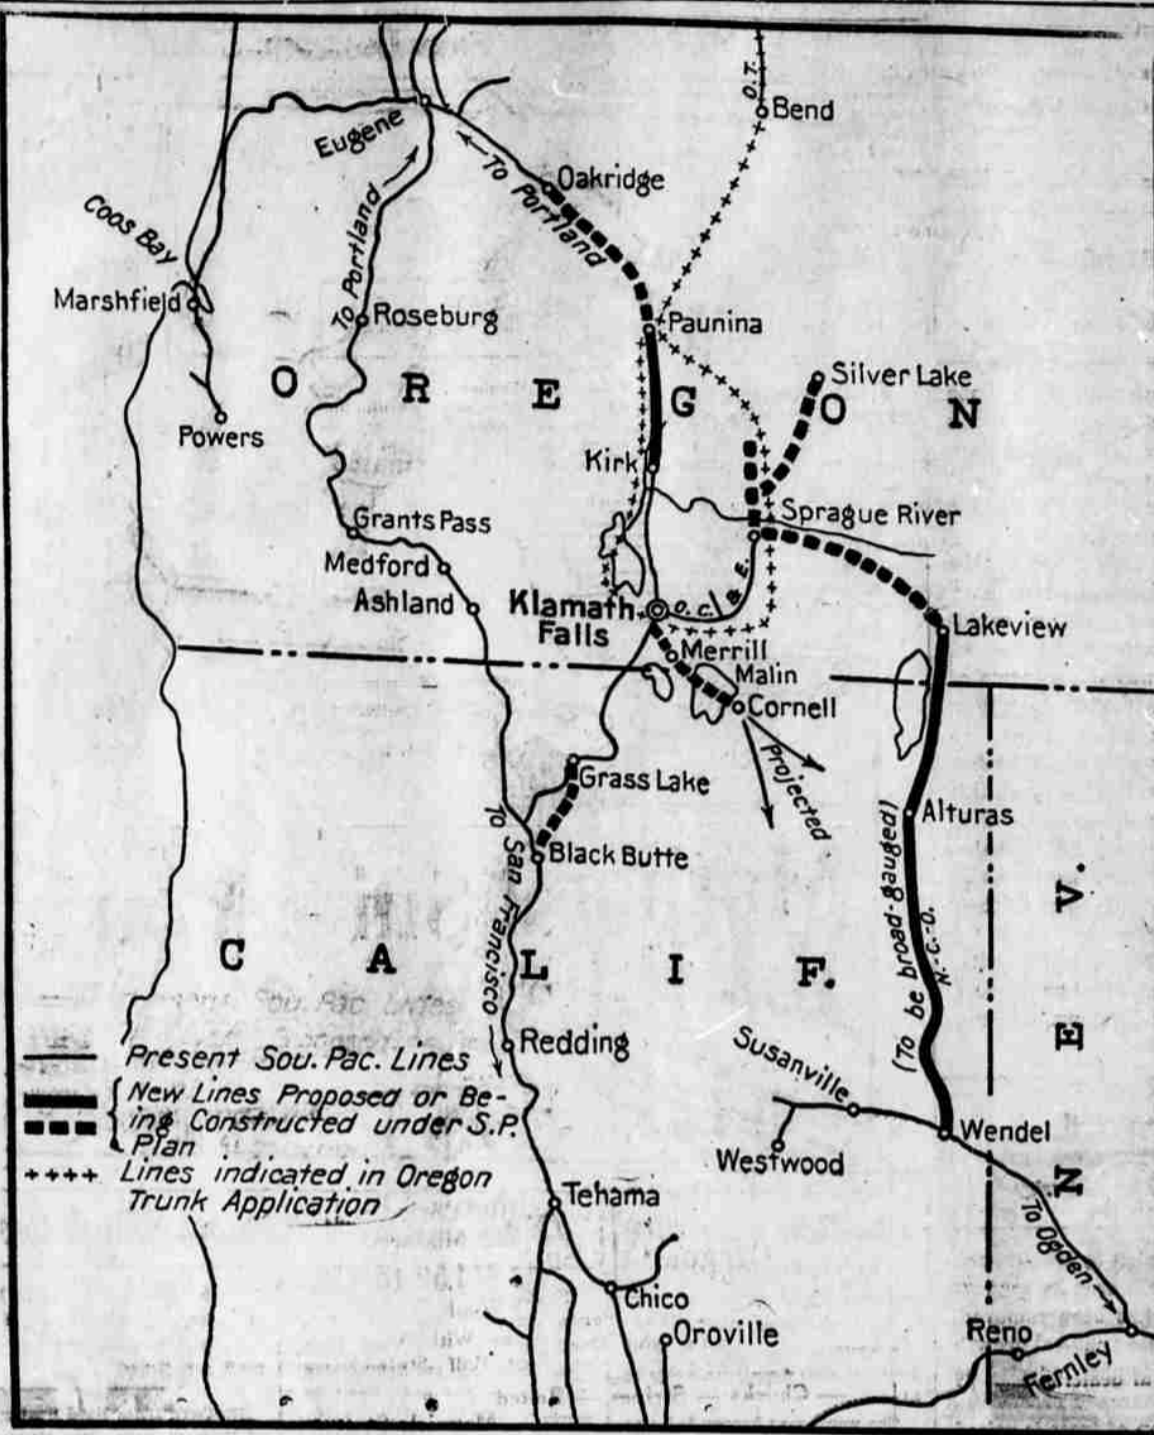 O.T.
Bend
Eugene
To Portland
Oakridge
Coos Bay
To Portland
Marshfield
Roseburg
Paunina
O R E G O N
Silver Lake
Powers
Kirk
Grants Pass
Sprague River
Medford
Ashland
Klamath
Falls
O.C. & E.
Lakeview
Merrill
Malin
Cornell
Projected
Grass Lake
Alturas
Black Butte
To San Francisco
(To be broad-gauged)
N.-C.-O.
C A L I F.
N E V.
Redding
Susanville
Present Sou. Pac. Lines
New Lines Proposed or Be-
ing Constructed under S.P.
Plan
Lines indicated in Oregon
Trunk Application
Westwood
Wendel
Tehama
To Ogden
Chico
Oroville
Reno
Fernley